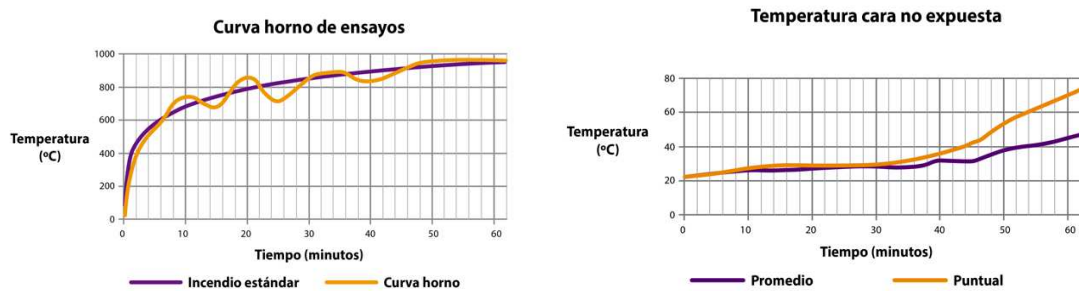 Curva horno de ensayos
1000
800
600
400
200
0
Temperatura
(ºC)
0 10 20 30 40 50 60
Tiempo (minutos)
Incendio estándar Curva horno
Temperatura cara no expuesta
80
60
40
20
0
Temperatura
(ºC)
0 10 20 30 40 50 60
Tiempo (minutos)
Promedio Puntual